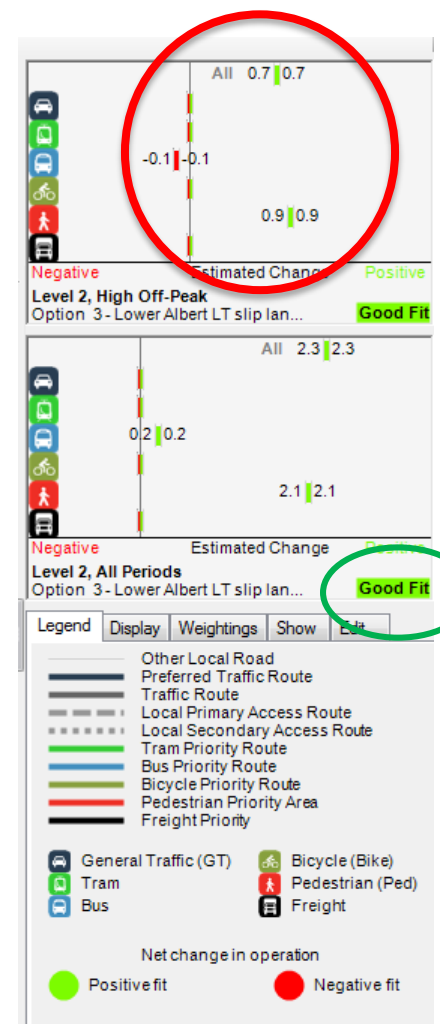 All 0.7 0.7
-0.1 -0.1
0.9 0.9
Negative Estimated Change Positive
Level 2, High Off-Peak
Option 3 - Lower Albert LT slip lan... Good Fit
All 2.3 2.3
0.2 0.2
2.1 2.1
Negative Estimated Change Positive
Level 2, All Periods
Option 3 - Lower Albert LT slip lan... Good Fit
Legend Display Weightings Show Edit
Other Local Road
Preferred Traffic Route
Traffic Route
Local Primary Access Route
Local Secondary Access Route
Tram Priority Route
Bus Priority Route
Bicycle Priority Route
Pedestrian Priority Area
Freight Priority
General Traffic (GT) Bicycle (Bike)
Tram Pedestrian (Ped)
Bus Freight
Net change in operation
Positive fit Negative fit